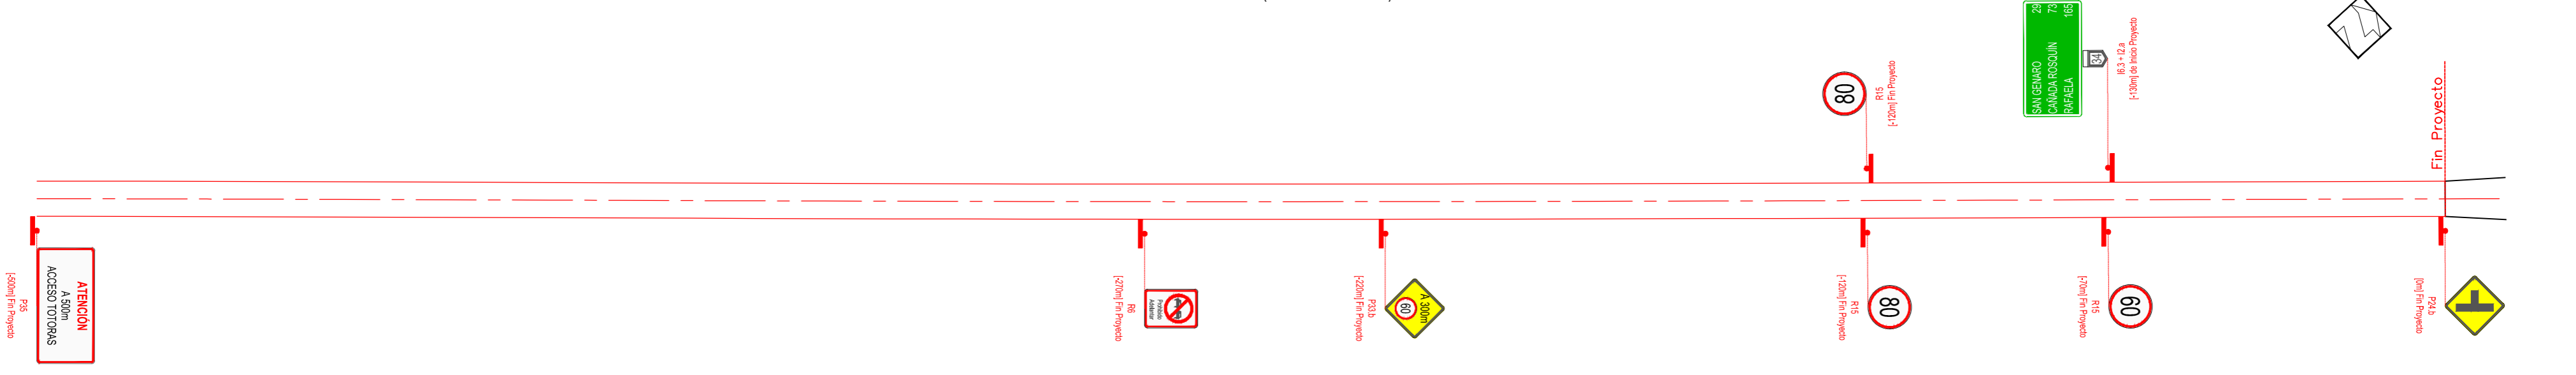 ATENCIÓN
A 500m
ACCESO TOTORAS
P35
[-500m] Fin Proyecto
Prohibido
Adelantar
R6
[-270m] Fin Proyecto
A 300m
60
P33.b
[-220m] Fin Proyecto
80
R15
[-120m] Fin Proyecto
80
R15
[-120m] Fin Proyecto
SAN GENARO 29
CAÑADA ROSQUÍN 73
RAFAELA 165
34
I6.3 + I2.a
[-130m] de Inicio Proyecto
60
R15
[-70m] Fin Proyecto
Fin Proyecto
P24.b
[0m] Fin Proyecto